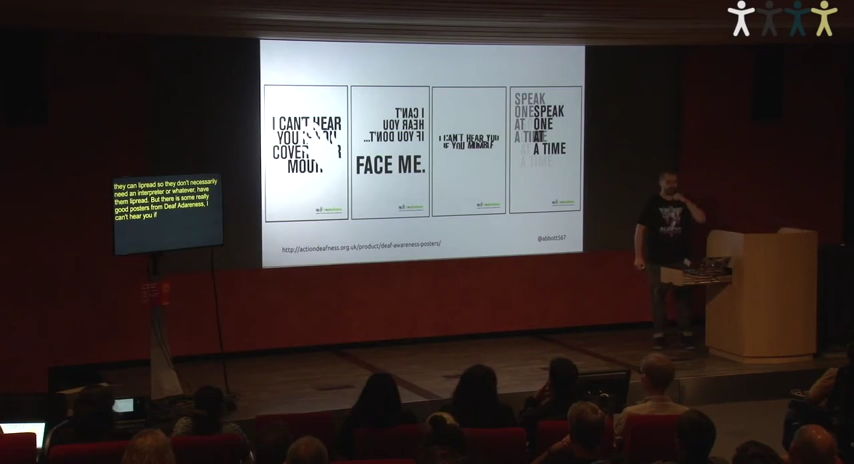 they can lipread so they don't necessarily
need an interpreter or whatever, have
them lipread. But there is some really
good posters from Deaf Adareness, I
can't hear you if
I CAN'T HEAR
YOU IF YOU
COVER
MOUTH.
I CAN'T
HEAR YOU
IF YOU DON'T...
FACE ME.
I CAN'T HEAR YOU
IF YOU MUMBLE
SPEAK
ONE
AT
A TIME
SPEAK
ONE
AT
A TIME
http://actiondeafness.org.uk/product/deaf-awareness-posters/
@abbott567